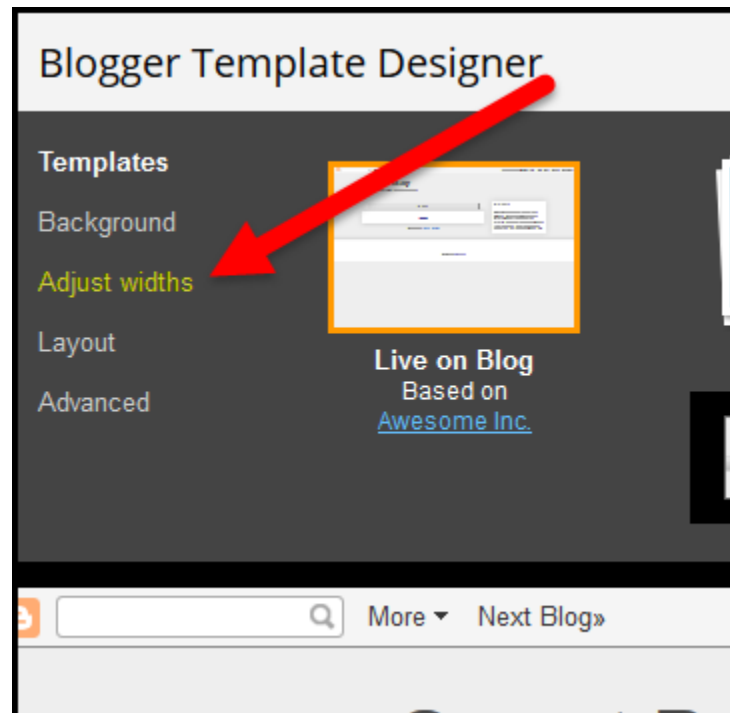 Blogger Template Designer
Templates
Background
Adjust widths
Layout
Advanced
Live on Blog
Based on
Awesome Inc.
More
Next Blog»